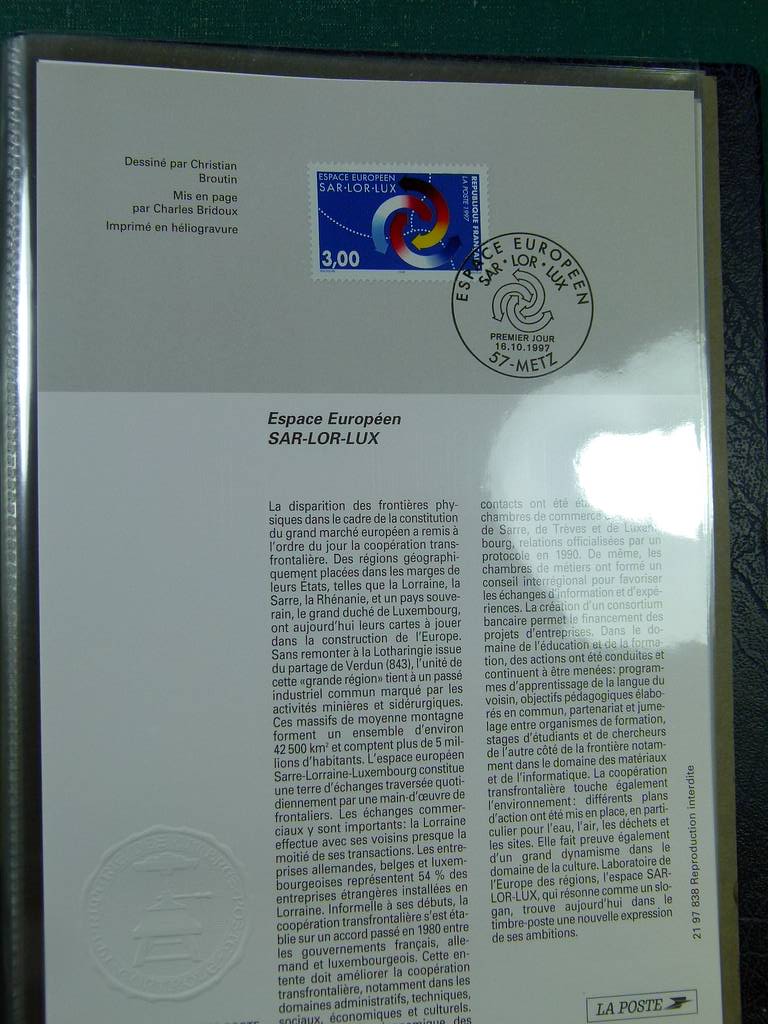 Dessiné par Christian
Broutin
Mis en page
par Charles Bridoux
Imprimé en héliogravure
ESPACE EUROPÉEN
SAR-LOR-LUX
3,00
RÉPUBLIQUE FRANÇAISE
LA POSTE 1997
ESPACE EUROPEEN
SAR • LOR • LUX
PREMIER JOUR
16.10.1997
57-METZ
Espace Européen
SAR-LOR-LUX
La disparition des frontières phy-
siques dans le cadre de la constitution
du grand marché européen a remis à
l'ordre du jour la coopération trans-
frontalière. Des régions géographi-
quement placées dans les marges de
leurs États, telles que la Lorraine, la
Sarre, la Rhénanie, et un pays souve-
rain, le grand duché de Luxembourg,
ont aujourd'hui leurs cartes à jouer
dans la construction de l'Europe.
Sans remonter à la Lotharingie issue
du partage de Verdun (843), l'unité de
cette «grande région» tient à un passé
industriel commun marqué par les
activités minières et sidérurgiques.
Ces massifs de moyenne montagne
forment un ensemble d'environ
42 500 km² et comptent plus de 5 mil-
lions d'habitants. L'espace européen
Sarre-Lorraine-Luxembourg constitue
une terre d'échanges traversée quoti-
diennement par une main-d'œuvre de
frontaliers. Les échanges commer-
ciaux y sont importants: la Lorraine
effectue avec ses voisins presque la
moitié de ses transactions. Les entre-
prises allemandes, belges et luxem-
bourgeoises représentent 54 % des
entreprises étrangères installées en
Lorraine. Informelle à ses débuts, la
coopération transfrontalière s'est éta-
blie sur un accord passé en 1980 entre
les gouvernements français, alle-
mand et luxembourgeois. Cette en-
tente doit améliorer la coopération
transfrontalière, notamment dans les
domaines administratifs, techniques,
sociaux, économiques et culturels.
des
contacts ont été
chambres de commerce
de Sarre, de Trèves et de Luxem-
bourg, relations officialisées par un
protocole en 1990. De même, les
chambres de métiers ont formé un
conseil interrégional pour favoriser
les échanges d'information et d'expé-
riences. La création d'un consortium
bancaire permet le financement des
projets d'entreprises. Dans le do-
maine de l'éducation et de la forma-
tion, des actions ont été conduites et
continuent à être menées: program-
mes d'apprentissage de la langue du
voisin, objectifs pédagogiques élabo-
rés en commun, partenariat et jume-
lage entre organismes de formation,
stages d'étudiants et de chercheurs
de l'autre côté de la frontière notam-
ment dans le domaine des matériaux
et de l'informatique. La coopération
transfrontalière touche également
l'environnement: différents plans
d'action ont été mis en place, en parti-
culier pour l'eau, l'air, les déchets et
les sites. Elle fait preuve également
d'un grand dynamisme dans le
domaine de la culture. Laboratoire de
l'Europe des régions, l'espace SAR-
LOR-LUX, qui résonne comme un slo-
gan, trouve aujourd'hui dans le
timbre-poste une nouvelle expression
de ses ambitions.
21 97 838 Reproduction interdite
LA POSTE